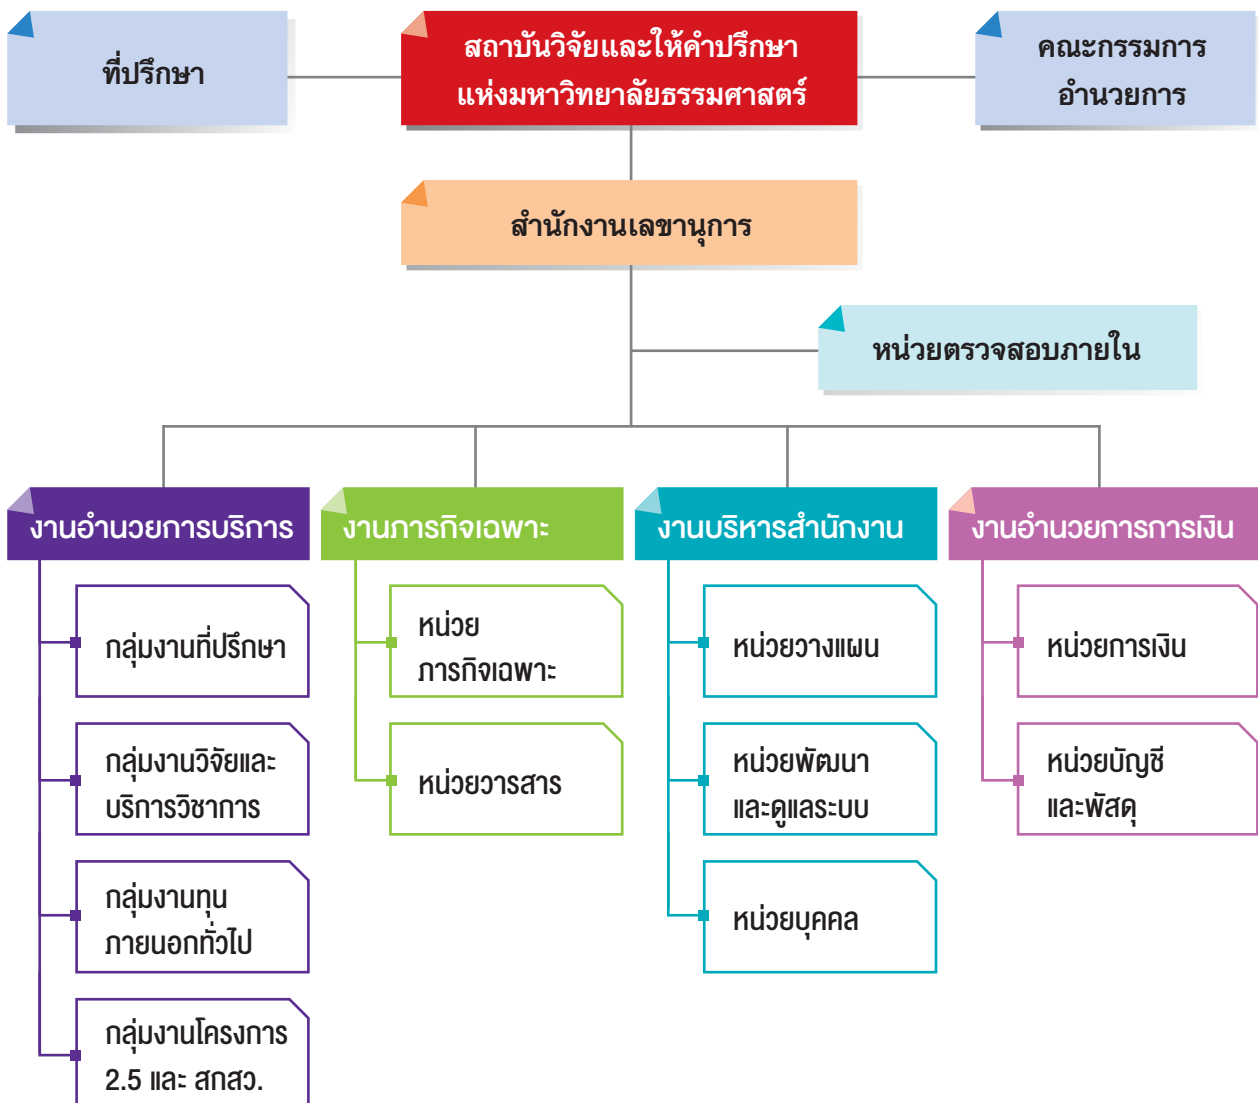 ที่ปรึกษา
สถาบันวิจัยและให้คำปรึกษา
แห่งมหาวิทยาลัยธรรมศาสตร์
คณะกรรมการ
อำนวยการ
สำนักงานเลขานุการ
หน่วยตรวจสอบภายใน
งานอำนวยการบริการ
กลุ่มงานที่ปรึกษา
กลุ่มงานวิจัยและ
บริการวิชาการ
กลุ่มงานทุน
ภายนอกทั่วไป
กลุ่มงานโครงการ
2.5 และ สกสว.
งานภารกิจเฉพาะ
หน่วย
ภารกิจเฉพาะ
หน่วยวารสาร
งานบริหารสำนักงาน
หน่วยวางแผน
หน่วยพัฒนา
และดูแลระบบ
หน่วยบุคคล
งานอำนวยการการเงิน
หน่วยการเงิน
หน่วยบัญชี
และพัสดุ